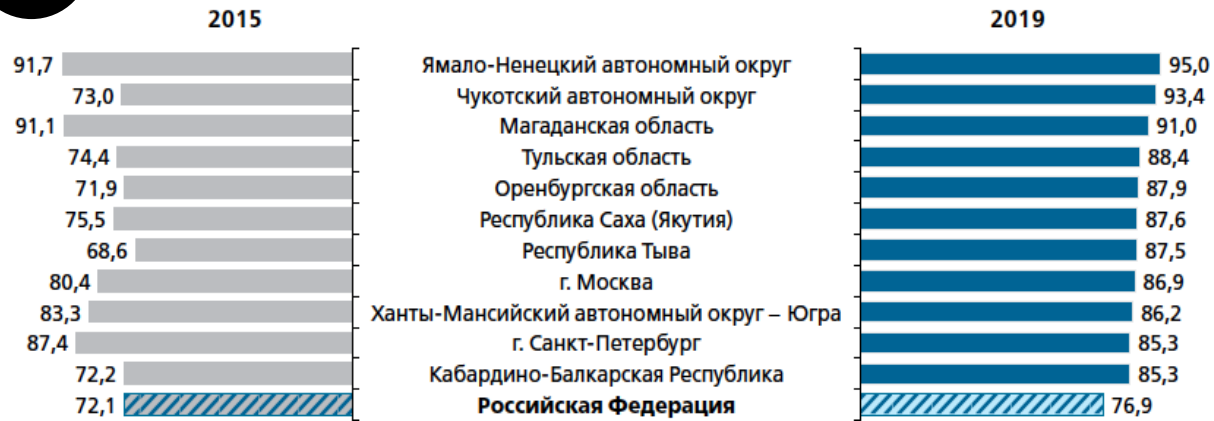 2015 2019
91,7 Ямало-Ненецкий автономный округ 95,0
73,0 Чукотский автономный округ 93,4
91,1 Магаданская область 91,0
74,4 Тульская область 88,4
71,9 Оренбургская область 87,9
75,5 Республика Саха (Якутия) 87,6
68,6 Республика Тыва 87,5
80,4 г. Москва 86,9
83,3 Ханты-Мансийский автономный округ – Югра 86,2
87,4 г. Санкт-Петербург 85,3
72,2 Кабардино-Балкарская Республика 85,3
72,1 Российская Федерация 76,9